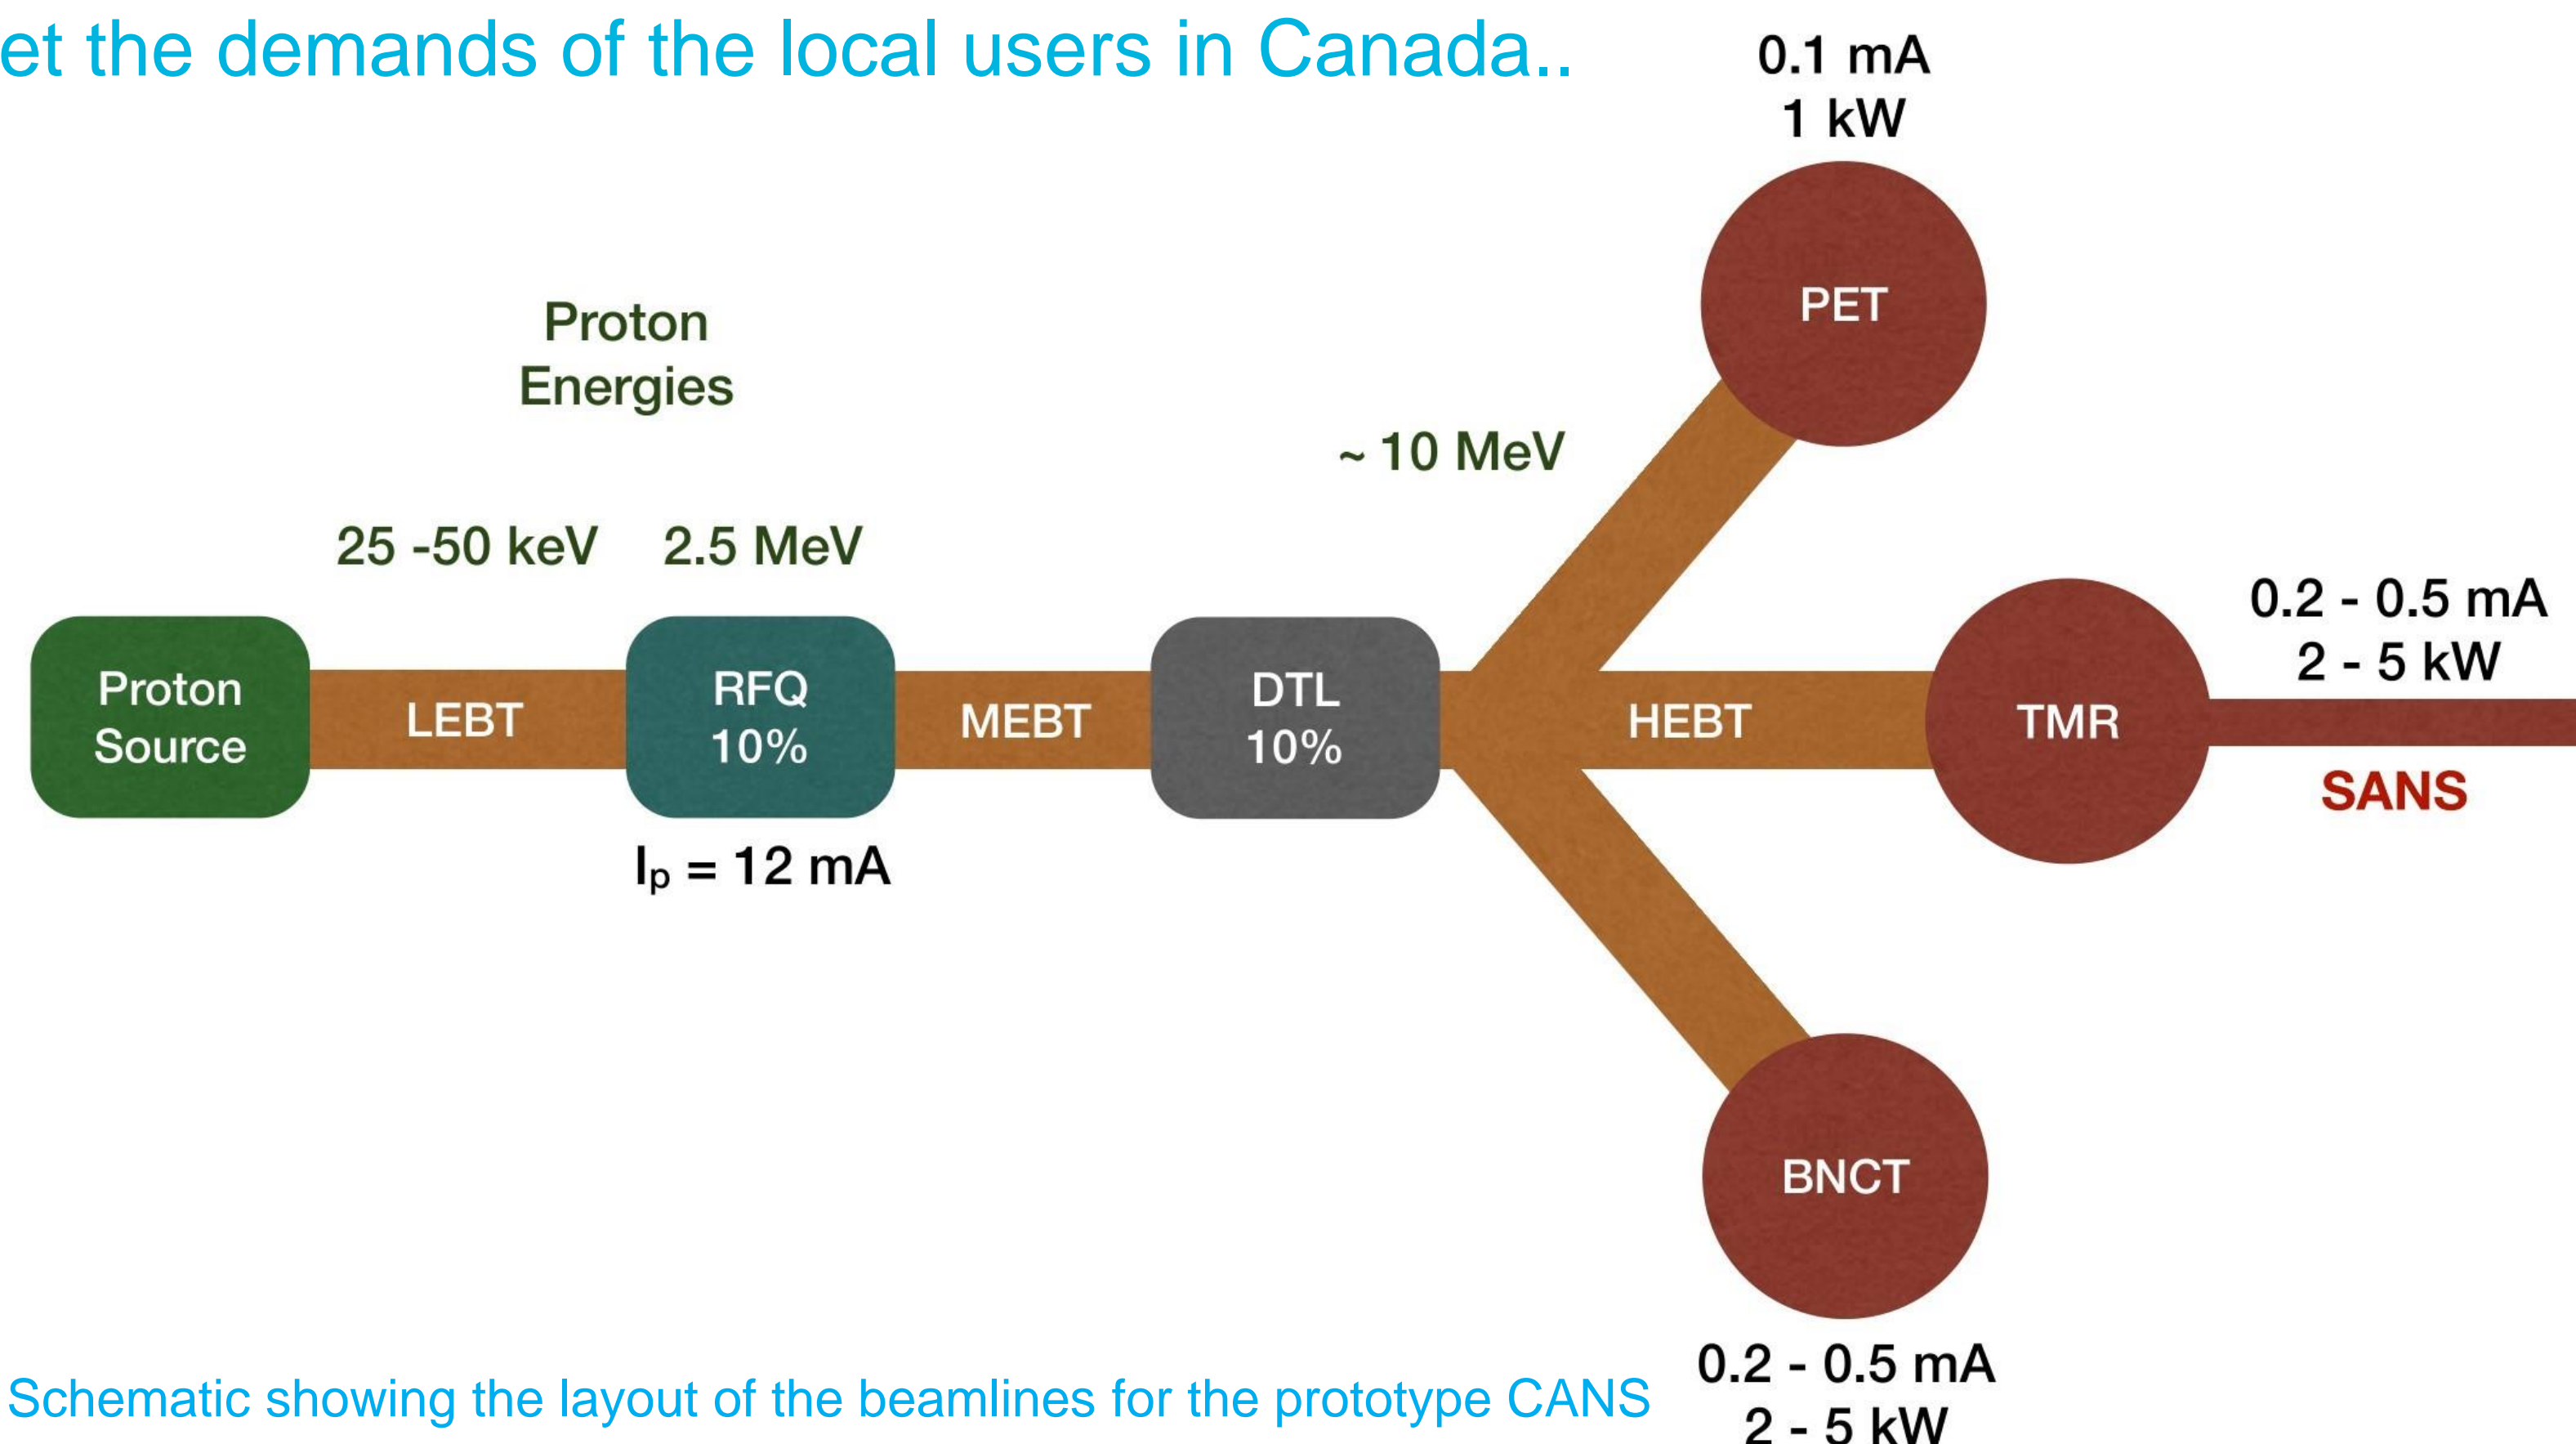 et the demands of the local users in Canada..
0.1 mA
1 kW
PET
Proton
Energies
~ 10 MeV
25 -50 keV
2.5 MeV
0.2 - 0.5 mA
2 - 5 kW
Proton
Source
LEBT
RFQ
10%
MEBT
DTL
10%
HEBT
TMR
SANS
Iₚ = 12 mA
BNCT
0.2 - 0.5 mA
2 - 5 kW
Schematic showing the layout of the beamlines for the prototype CANS